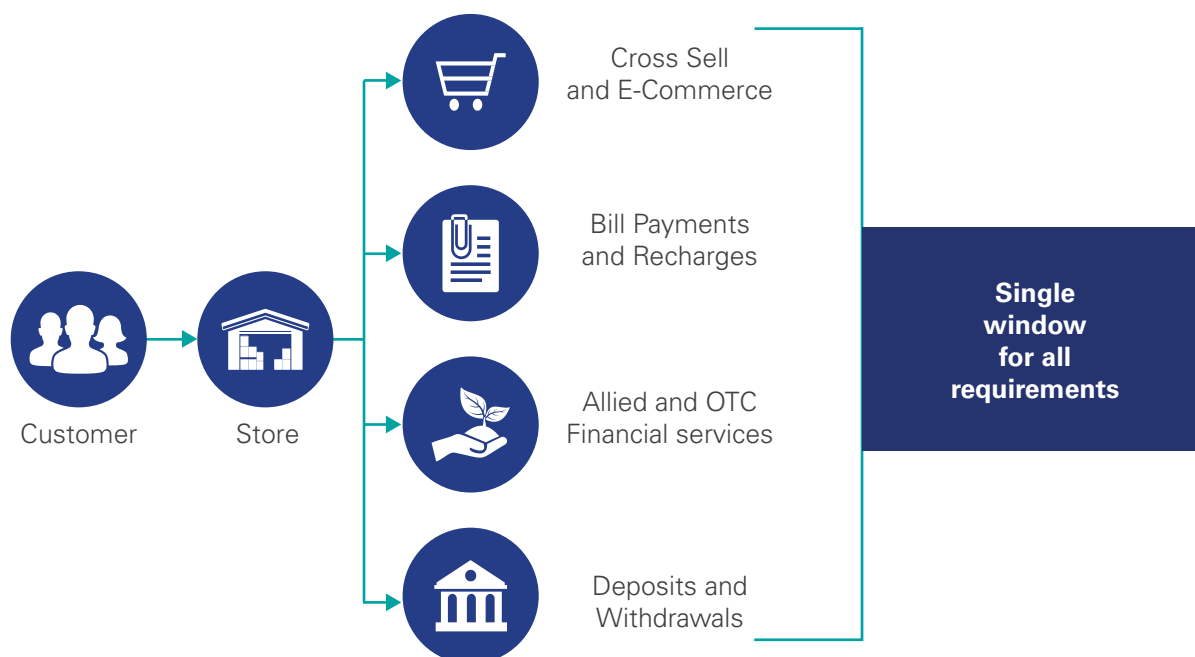 Customer
Store
Cross Sell
and E-Commerce
Bill Payments
and Recharges
Allied and OTC
Financial services
Deposits and
Withdrawals
Single
window
for all
requirements